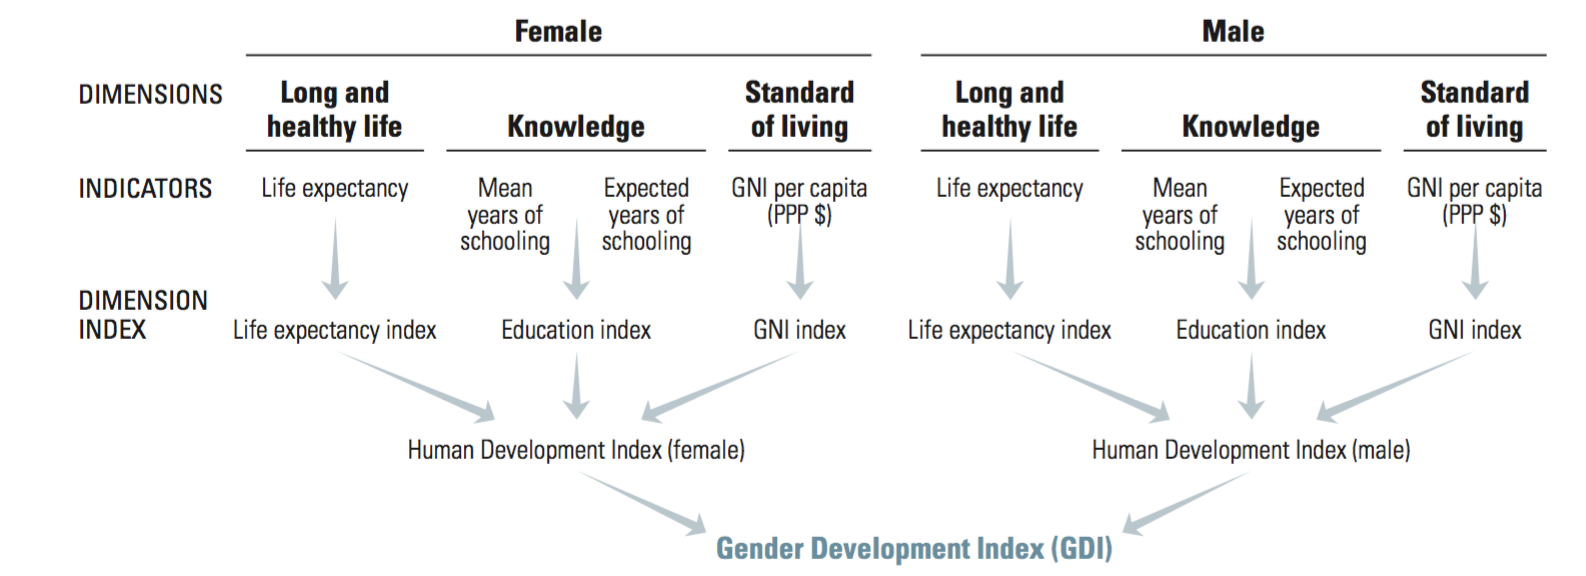 Female Male
DIMENSIONS Long and healthy life Knowledge Standard of living Long and healthy life Knowledge Standard of living
INDICATORS Life expectancy Mean years of schooling Expected years of schooling GNI per capita (PPP $) Life expectancy Mean years of schooling Expected years of schooling GNI per capita (PPP $)
DIMENSION
INDEX Life expectancy index Education index GNI index Life expectancy index Education index GNI index
Human Development Index (female) Human Development Index (male)
Gender Development Index (GDI)